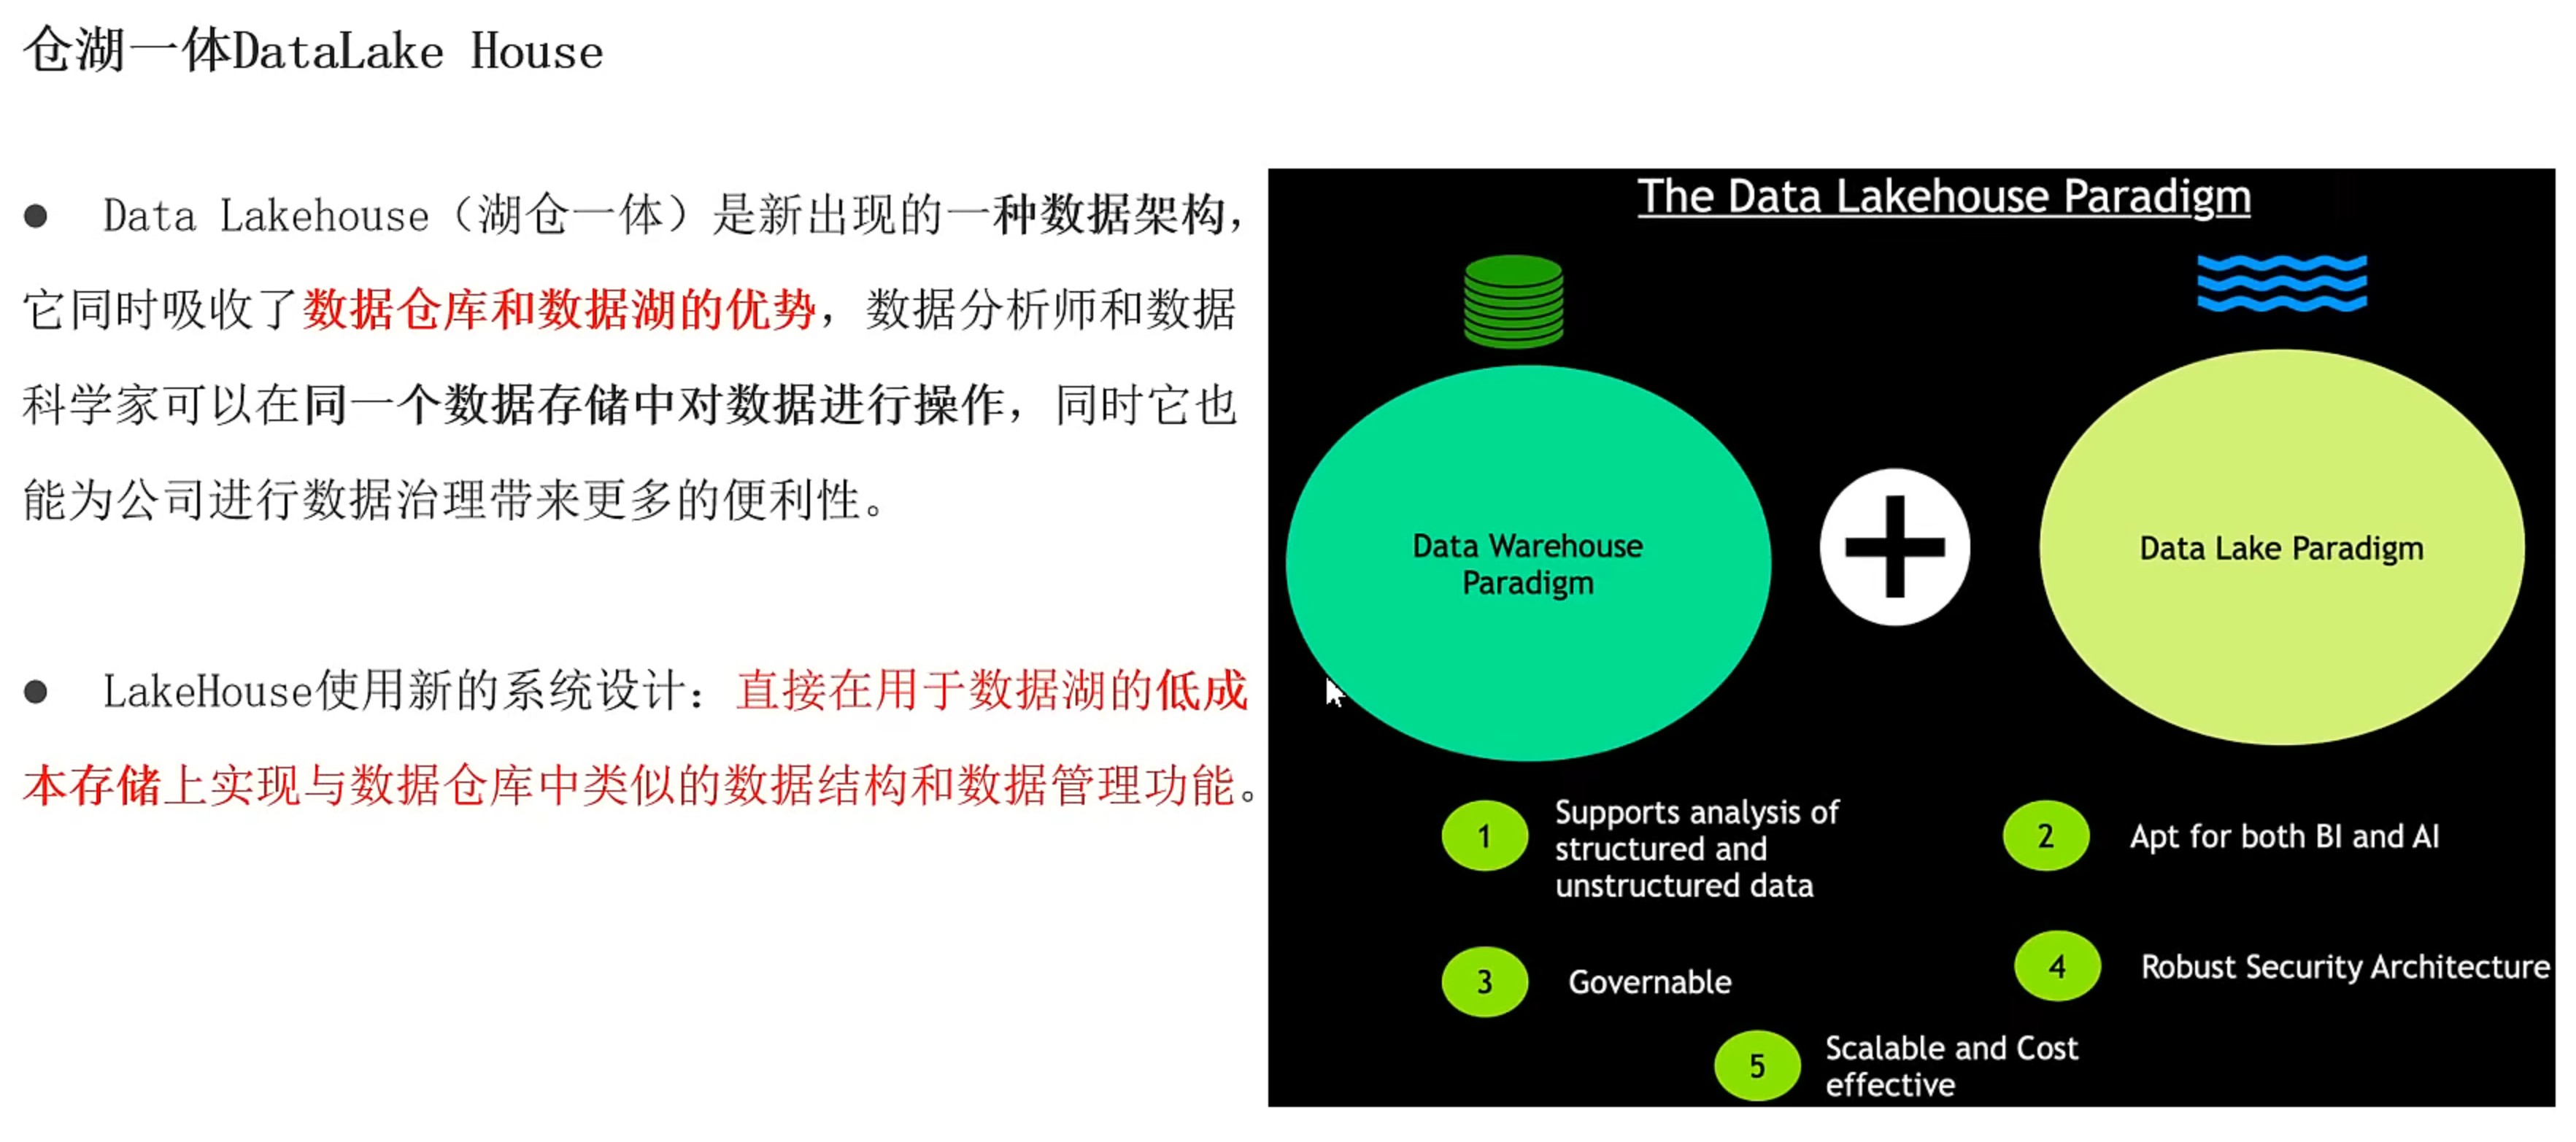 仓湖一体DataLake House
● Data Lakehouse（湖仓一体）是新出现的一种数据架构，
它同时吸收了数据仓库和数据湖的优势，数据分析师和数据
科学家可以在同一个数据存储中对数据进行操作，同时它也
能为公司进行数据治理带来更多的便利性。
● LakeHouse使用新的系统设计：直接在用于数据湖的低成
本存储上实现与数据仓库中类似的数据结构和数据管理功能。
The Data Lakehouse Paradigm
Data Warehouse
Paradigm
Data Lake Paradigm
1
Supports analysis of
structured and
unstructured data
2
Apt for both BI and AI
3
Governable
4
Robust Security Architecture
5
Scalable and Cost
effective